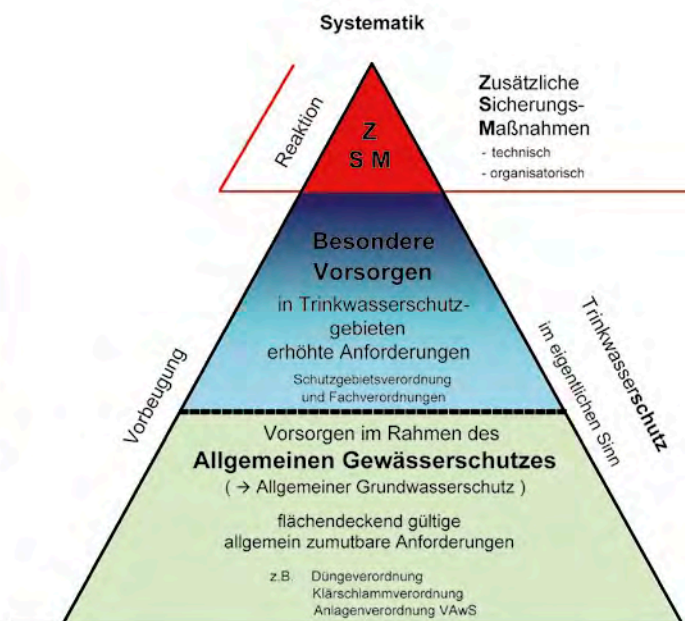 Systematik
Reaktion
Z
S M
Zusätzliche
Sicherungs-
Maßnahmen
- technisch
- organisatorisch
Besondere
Vorsorgen
in Trinkwasserschutz-
gebieten
erhöhte Anforderungen
Schutzgebietsverordnung
und Fachverordnungen
Vorbeugung
Trinkwasserschutz
im eigentlichen Sinn
Vorsorgen im Rahmen des
Allgemeinen Gewässerschutzes
( → Allgemeiner Grundwasserschutz )
flächendeckend gültige
allgemein zumutbare Anforderungen
z.B. Düngeverordnung
Klärschlammverordnung
Anlagenverordnung VAwS